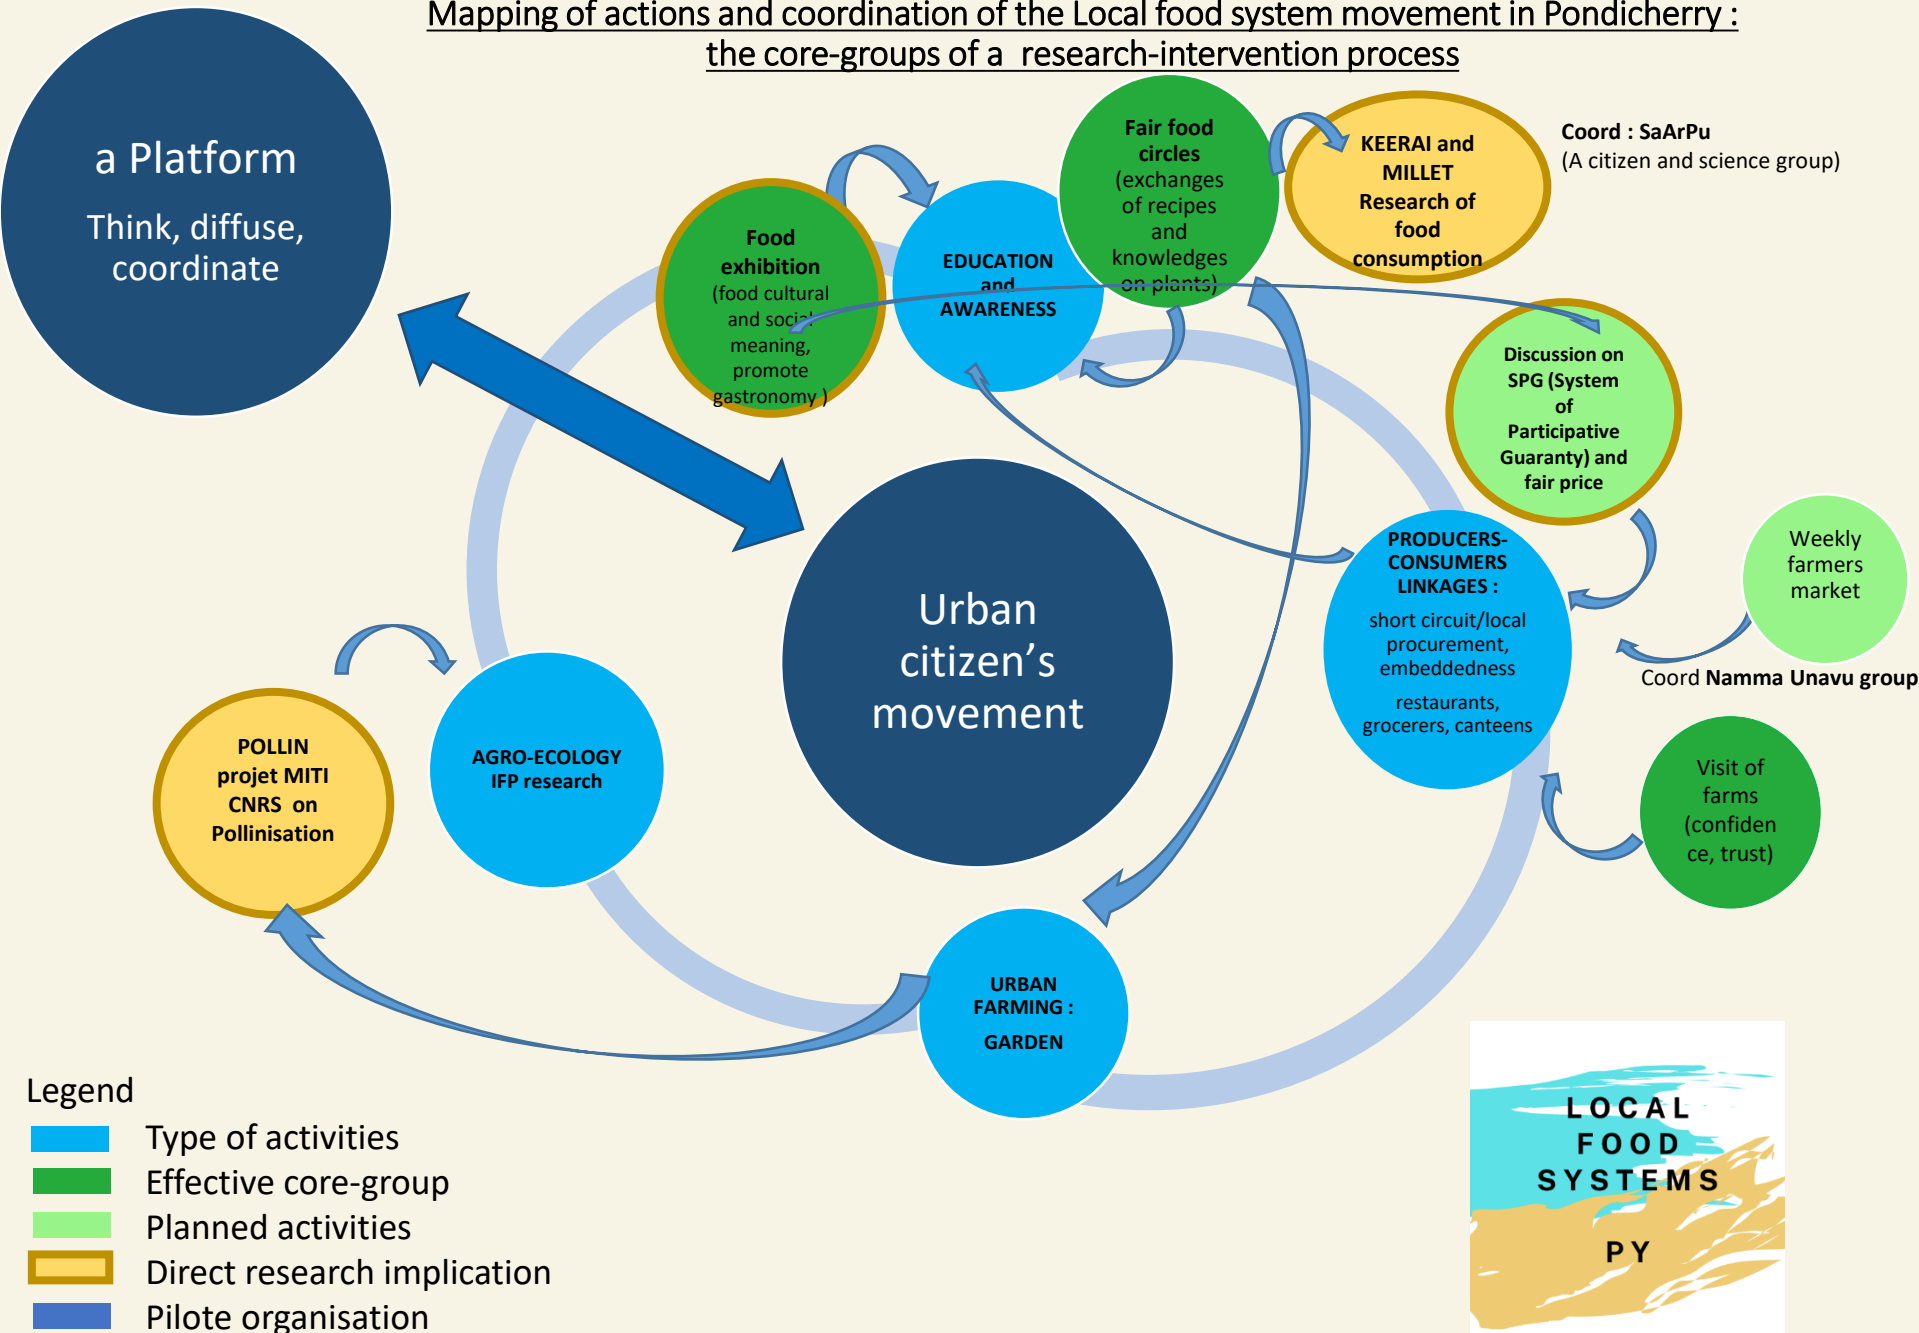 Mapping of actions and coordination of the Local food system movement in Pondicherry :
the core-groups of a research-intervention process
a Platform
Think, diffuse,
coordinate
Food
exhibition
(food cultural
and social
meaning,
promote
gastronomy )
EDUCATION
and
AWARENESS
Fair food
circles
(exchanges
of recipes
and
knowledges
on plants)
KEERAI and
MILLET
Research of
food
consumption
Coord : SaArPu
(A citizen and science group)
Discussion on
SPG (System
of
Participative
Guaranty) and
fair price
Weekly
farmers
market
Coord Namma Unavu group
PRODUCERS-
CONSUMERS
LINKAGES :
short circuit/local
procurement,
embeddedness
restaurants,
grocerers, canteens
Visit of
farms
(confiden
ce, trust)
Urban
citizen’s
movement
AGRO-ECOLOGY
IFP research
POLLIN
projet MITI
CNRS on
Pollinisation
URBAN
FARMING :
GARDEN
Legend
Type of activities
Effective core-group
Planned activities
Direct research implication
Pilote organisation
LOCAL
FOOD
SYSTEMS
PY